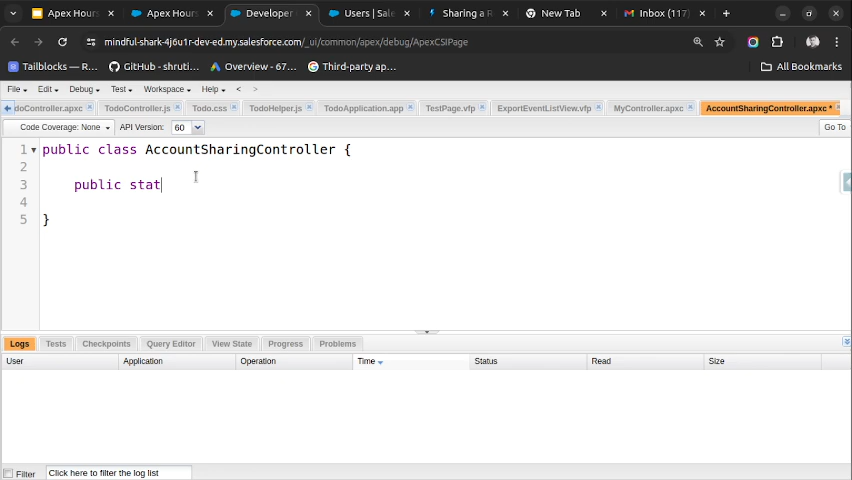 Apex Hours
Apex Hours
Developer
Users | Sale
Sharing a R
New Tab
Inbox (117)
mindful-shark-4j6u1r-dev-ed.my.salesforce.com/_ui/common/apex/debug/ApexCSIPage
Tailblocks — R...
GitHub - shruti...
Overview - 67...
Third-party ap...
All Bookmarks
File
Edit
Debug
Test
Workspace
Help
<
>
doController.apxc
TodoController.js
Todo.css
TodoHelper.js
TodoApplication.app
TestPage.vfp
ExportEventListView.vfp
MyController.apxc
AccountSharingController.apxc *
Code Coverage: None
API Version:
60
Go To
1 public class AccountSharingController {
2
3 public stat
4
5 }
Logs
Tests
Checkpoints
Query Editor
View State
Progress
Problems
User
Application
Operation
Time
Status
Read
Size
Filter
Click here to filter the log list